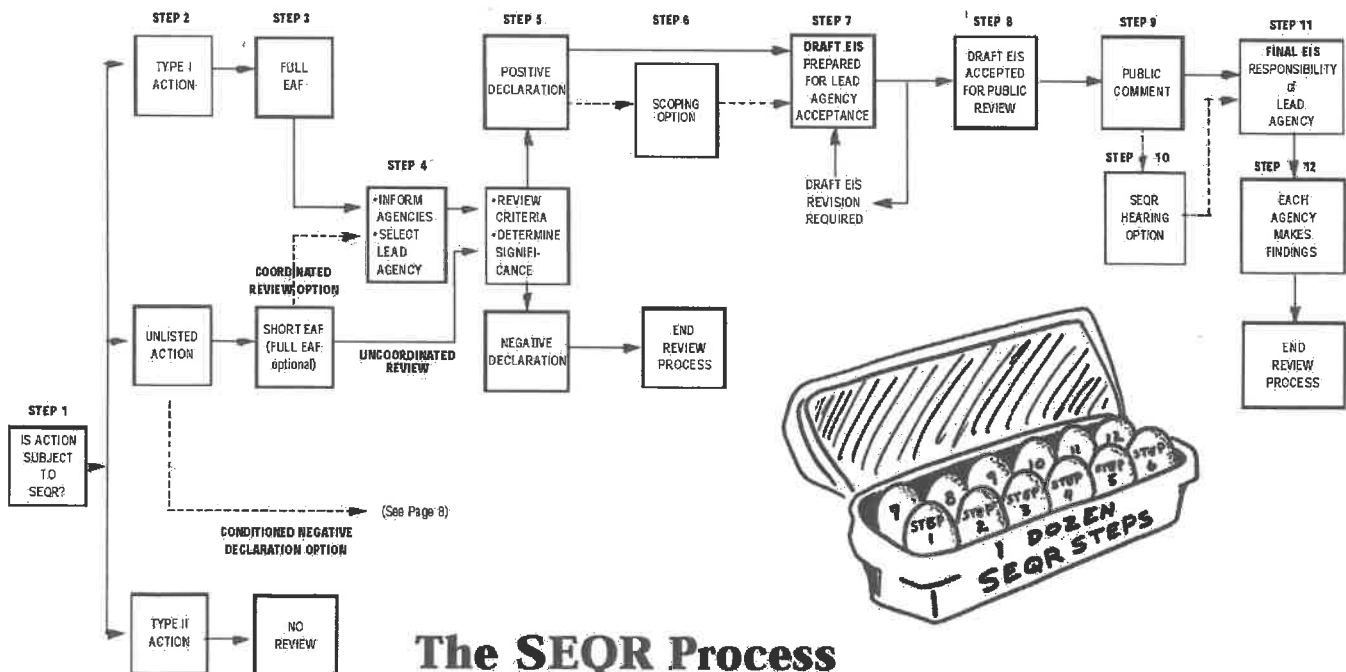 STEP 1
IS ACTION
SUBJECT
TO
SEQR?
STEP 2
TYPE I
ACTION
UNLISTED
ACTION
TYPE II
ACTION
STEP 3
FULL
EAF
SHORT EAF
(FULL EAF
optional)
NO
REVIEW
COORDINATED
REVIEW OPTION
UNCOORDINATED
REVIEW
(See Page 8)
CONDITIONED NEGATIVE
DECLARATION OPTION
STEP 4
•INFORM
AGENCIES
•SELECT
LEAD
AGENCY
STEP 5
POSITIVE
DECLARATION
•REVIEW
CRITERIA
•DETERMINE
SIGNIFI-
CANCE
NEGATIVE
DECLARATION
END
REVIEW
PROCESS
STEP 6
SCOPING
OPTION
STEP 7
DRAFT EIS
PREPARED
FOR LEAD
AGENCY
ACCEPTANCE
DRAFT EIS
REVISION
REQUIRED
STEP 8
DRAFT EIS
ACCEPTED
FOR PUBLIC
REVIEW
STEP 9
PUBLIC
COMMENT
STEP 10
SEQR
HEARING
OPTION
STEP 11
FINAL EIS
RESPONSIBILITY
of
LEAD
AGENCY
STEP 12
EACH
AGENCY
MAKES
FINDINGS
END
REVIEW
PROCESS
7 8 9 10 11 12
STEP 1
STEP 2
STEP 3
STEP 4
STEP 5
STEP 6
1 DOZEN
SEQR STEPS
The SEQR Process